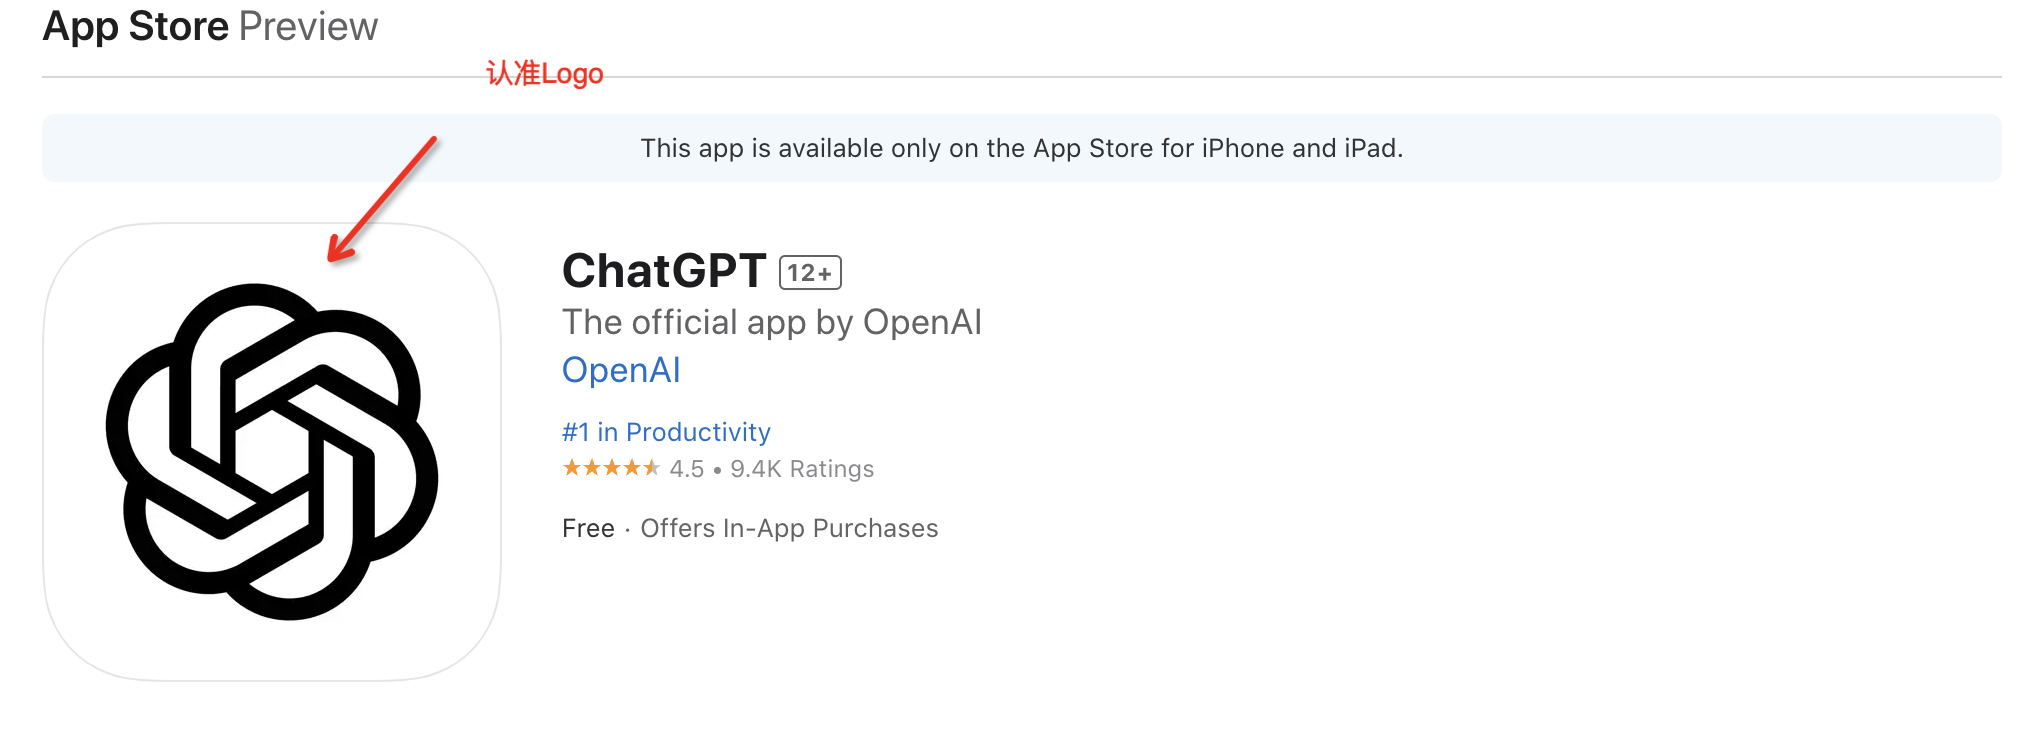 App Store Preview
认准Logo
This app is available only on the App Store for iPhone and iPad.
ChatGPT 12+
The official app by OpenAI
OpenAI
#1 in Productivity
★★★★★ 4.5 • 9.4K Ratings
Free · Offers In-App Purchases